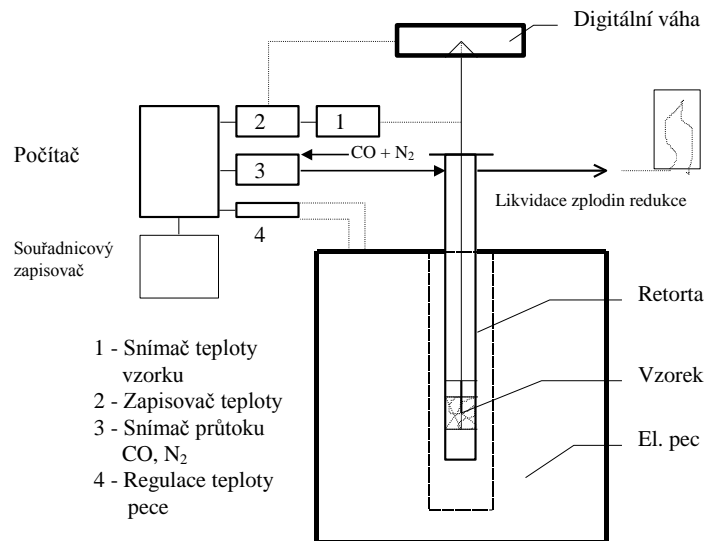 Digitální váha
2
1
Počítač
CO + N₂
3
Likvidace zplodin redukce
Souřadnicový
zapisovač
4
Retorta
1 - Snímač teploty
vzorku
2 - Zapisovač teploty
3 - Snímač průtoku
CO, N₂
4 - Regulace teploty
pece
Vzorek
El. pec